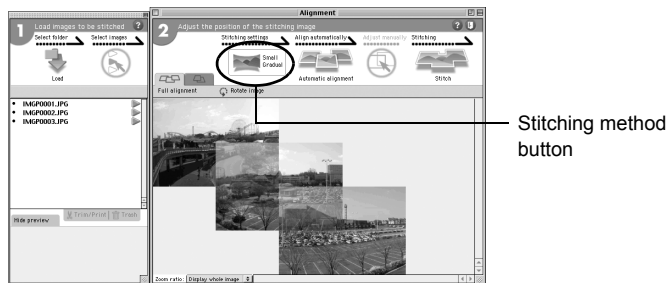 1 Load images to be stitched ?
Select folder Select images
Load
• IMGP0001.JPG
• IMGP0002.JPG
• IMGP0003.JPG
Hide preview Trim/Print Trash
Alignment
2 Adjust the position of the stitching image ?
Stitching settings Align automatically Adjust manually Stitching
Small
Gradual
Automatic alignment Stitch
Full alignment Rotate image
Zoom ratio: Display whole image
Stitching method
button